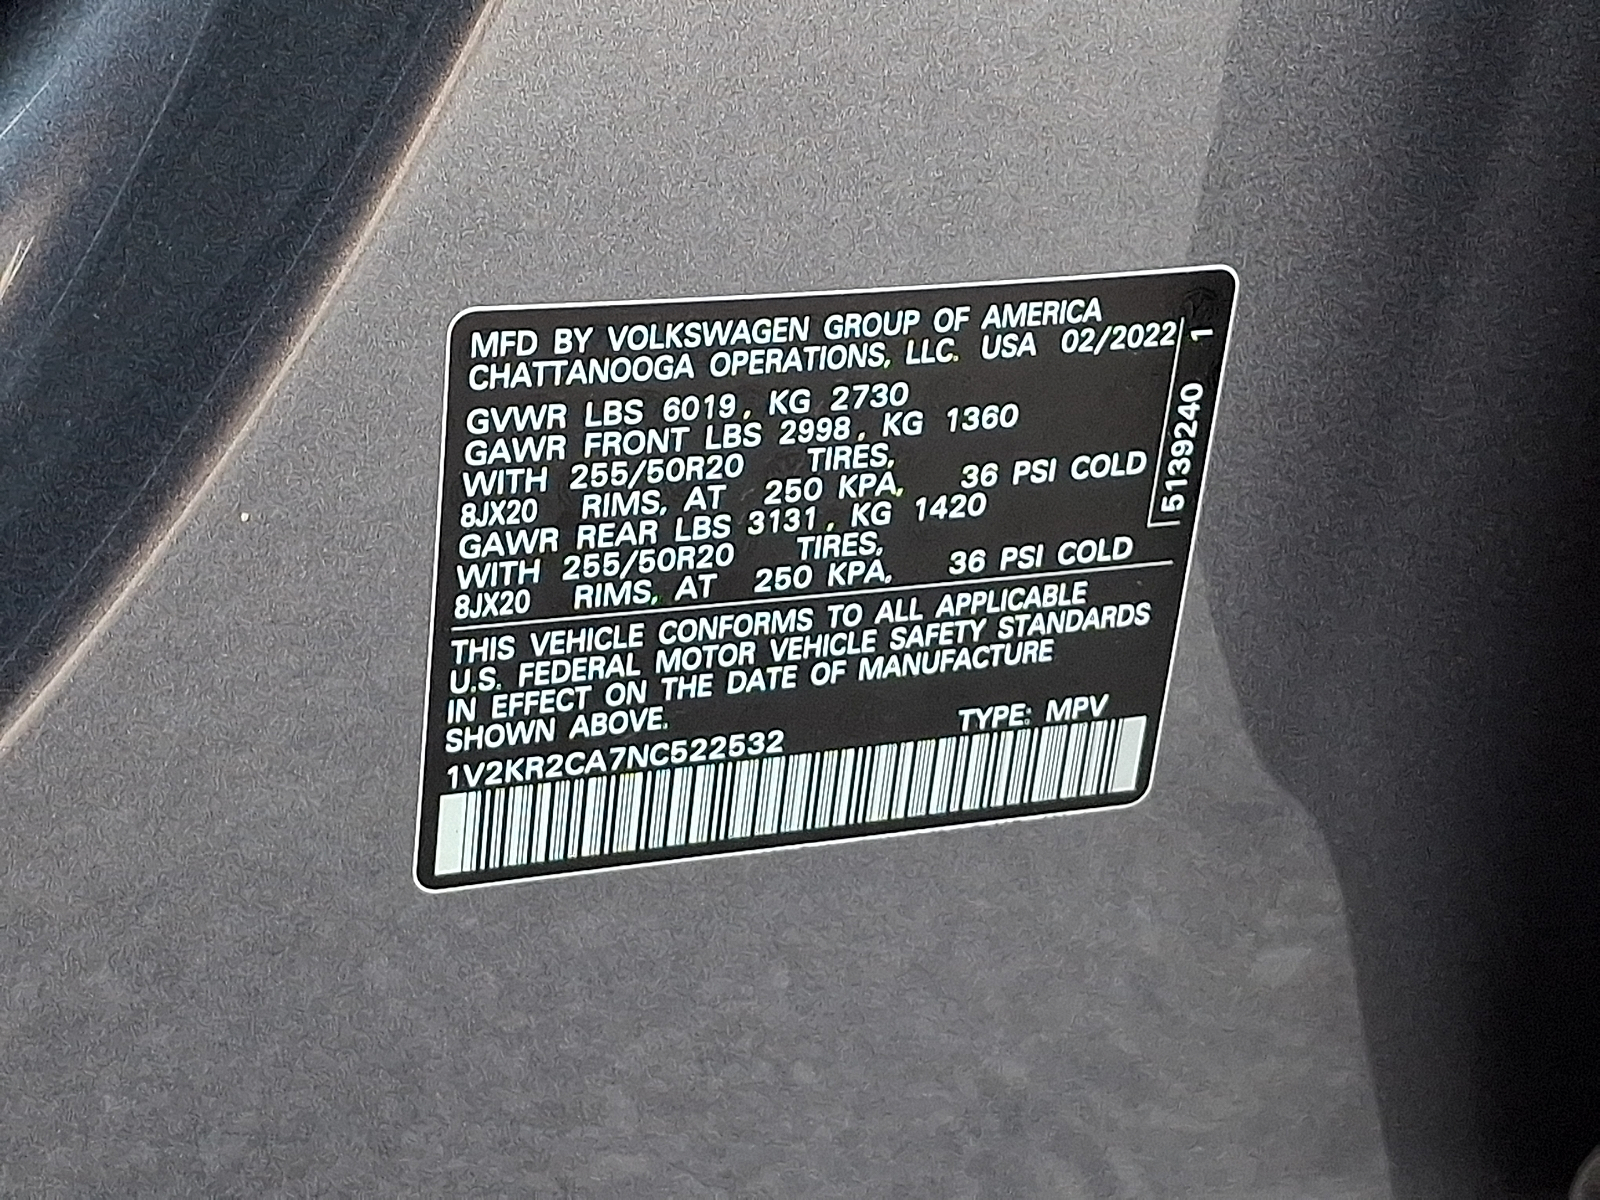 MFD BY VOLKSWAGEN GROUP OF AMERICA
CHATTANOOGA OPERATIONS, LLC. USA 02/2022
GVWR LBS 6019, KG 2730
GAWR FRONT LBS 2998, KG 1360
WITH 255/50R20 TIRES,
8JX20 RIMS, AT 250 KPA, 36 PSI COLD
GAWR REAR LBS 3131, KG 1420
WITH 255/50R20 TIRES,
8JX20 RIMS, AT 250 KPA, 36 PSI COLD
THIS VEHICLE CONFORMS TO ALL APPLICABLE
U.S. FEDERAL MOTOR VEHICLE SAFETY STANDARDS
IN EFFECT ON THE DATE OF MANUFACTURE
SHOWN ABOVE. TYPE: MPV
1V2KR2CA7NC522532
5139240 1